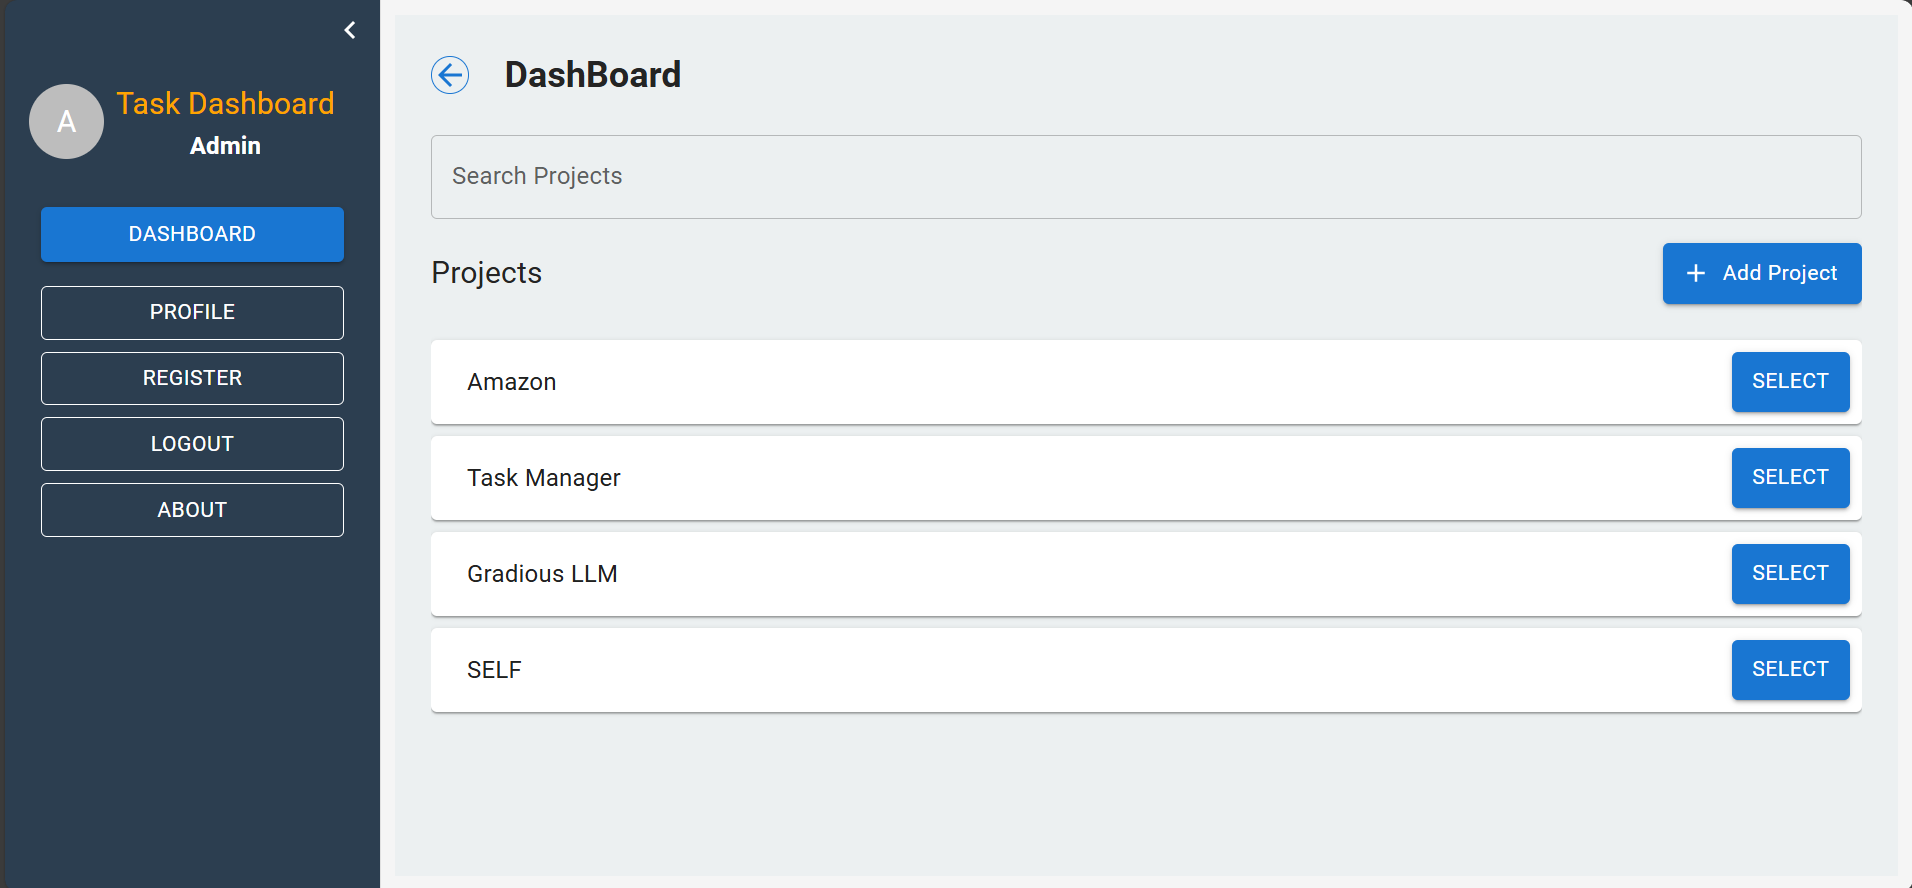 A
Task Dashboard
Admin
DASHBOARD
PROFILE
REGISTER
LOGOUT
ABOUT
DashBoard
Search Projects
Projects
Add Project
Amazon
SELECT
Task Manager
SELECT
Gradious LLM
SELECT
SELF
SELECT